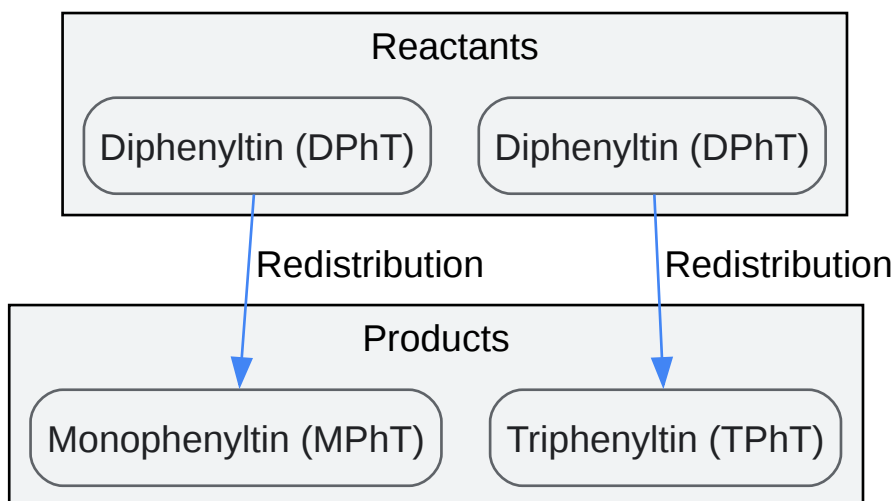 Reactants
Diphenyltin (DPhT)
Diphenyltin (DPhT)
Redistribution
Redistribution
Products
Monophenyltin (MPhT)
Triphenyltin (TPhT)